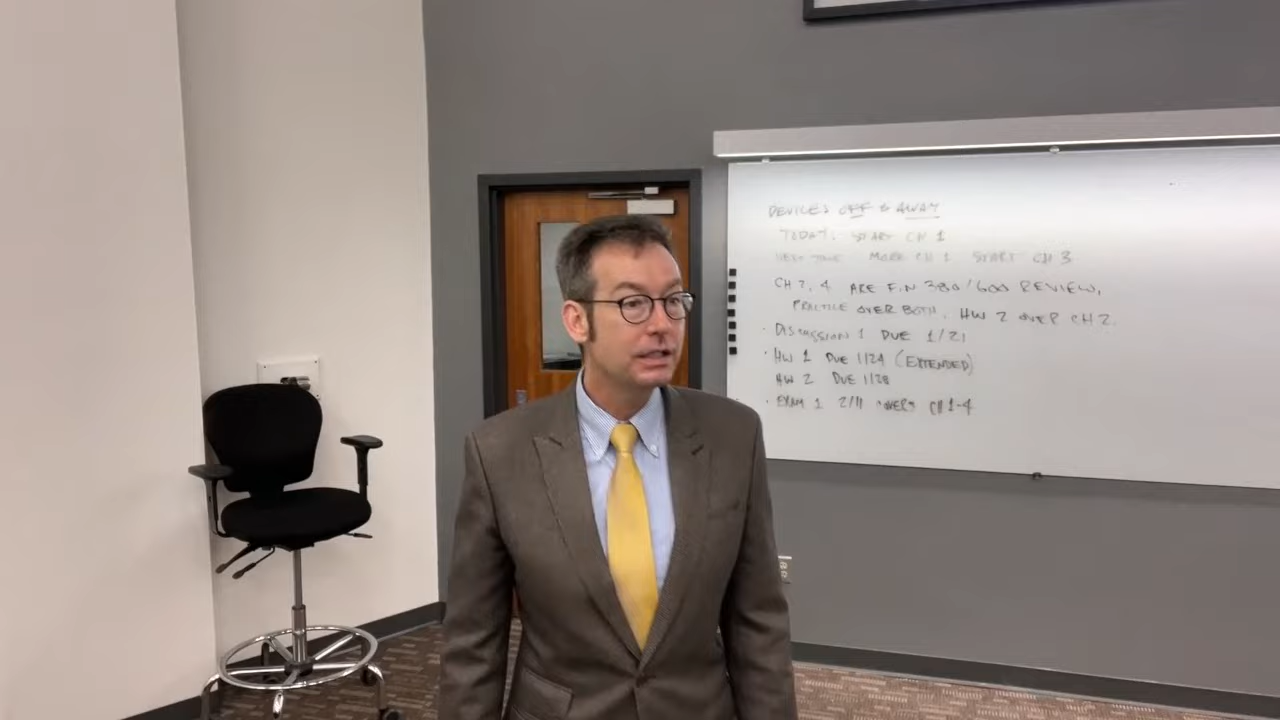 DEVICES OFF & AWAY
TODAY: START CH 1
NEXT TIME: MORE CH 1 START CH 3
CH 2, 4 ARE FIN 380/600 REVIEW,
PRACTICE OVER BOTH. HW 2 OVER CH 2.
· DISCUSSION 1 DUE 1/21
· HW 1 DUE 1/24 (EXTENDED)
HW 2 DUE 1/28
· EXAM 1 2/11 COVERS CH 1-4